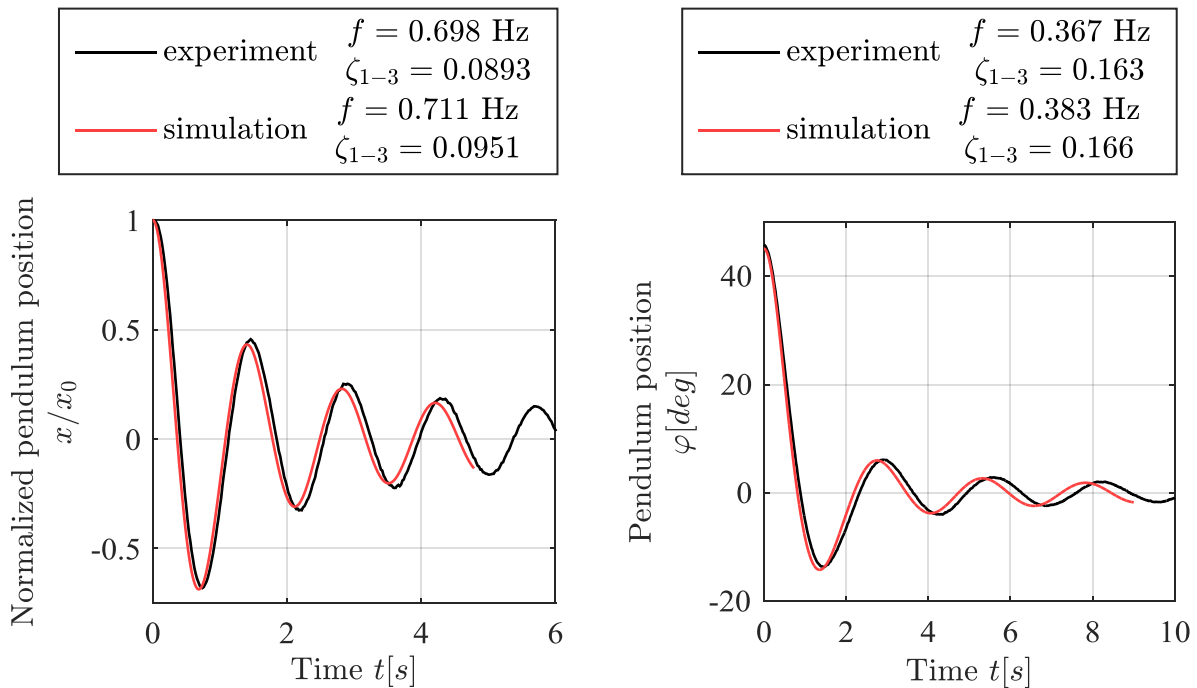 experiment f = 0.698 Hz
ζ₁₋₃ = 0.0893
simulation f = 0.711 Hz
ζ₁₋₃ = 0.0951
Normalized pendulum position
x/x₀
1
0.5
0
-0.5
0 2 4 6
Time t[s]
experiment f = 0.367 Hz
ζ₁₋₃ = 0.163
simulation f = 0.383 Hz
ζ₁₋₃ = 0.166
Pendulum position
φ[deg]
40
20
0
-20
0 2 4 6 8 10
Time t[s]